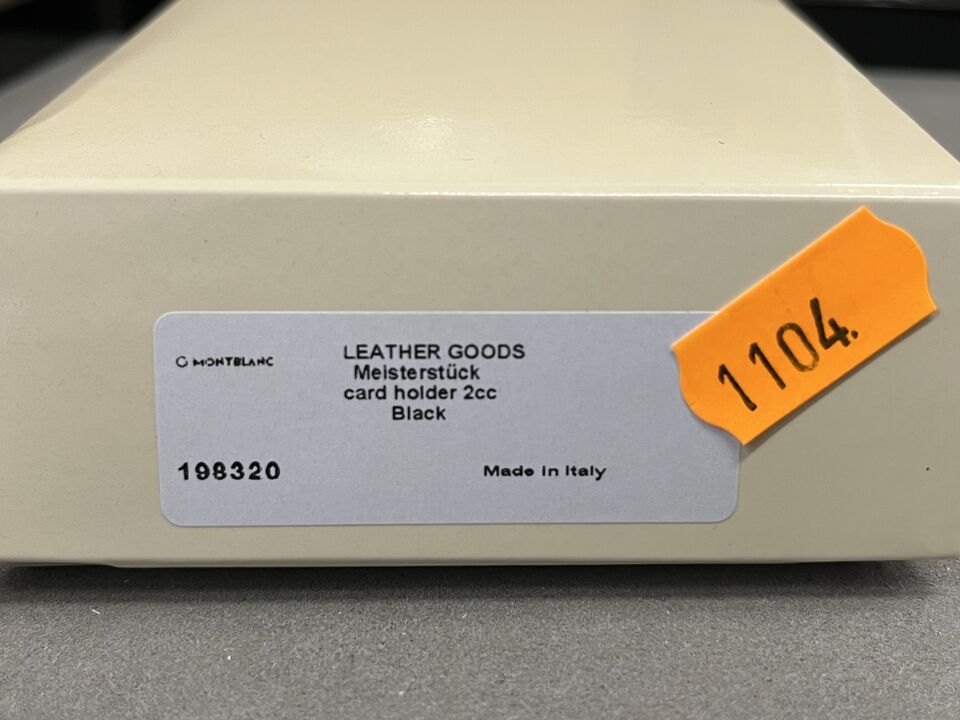 MONTBLANC
LEATHER GOODS
Meisterstück
card holder 2cc
Black
198320
Made in Italy
1104.